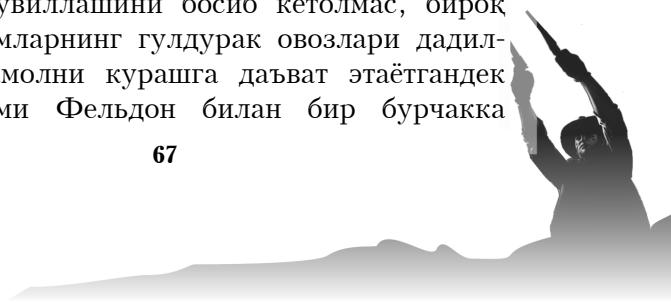 увиллашини босиб кетолмас, бироқ
мларнинг гулдурак овозлари дадил-
молни курашга даъват этаётгандек
ми Фельдон билан бир бурчакка
67